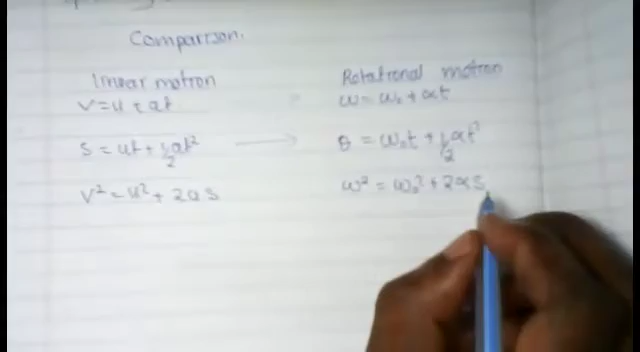 Comparison.
Linear motion
Rotational motion
V = u + at
ω = ω₀ + αt
S = ut + ½at²
θ = ω₀t + ½αt²
V² = u² + 2as
ω² = ω₀² + 2αs